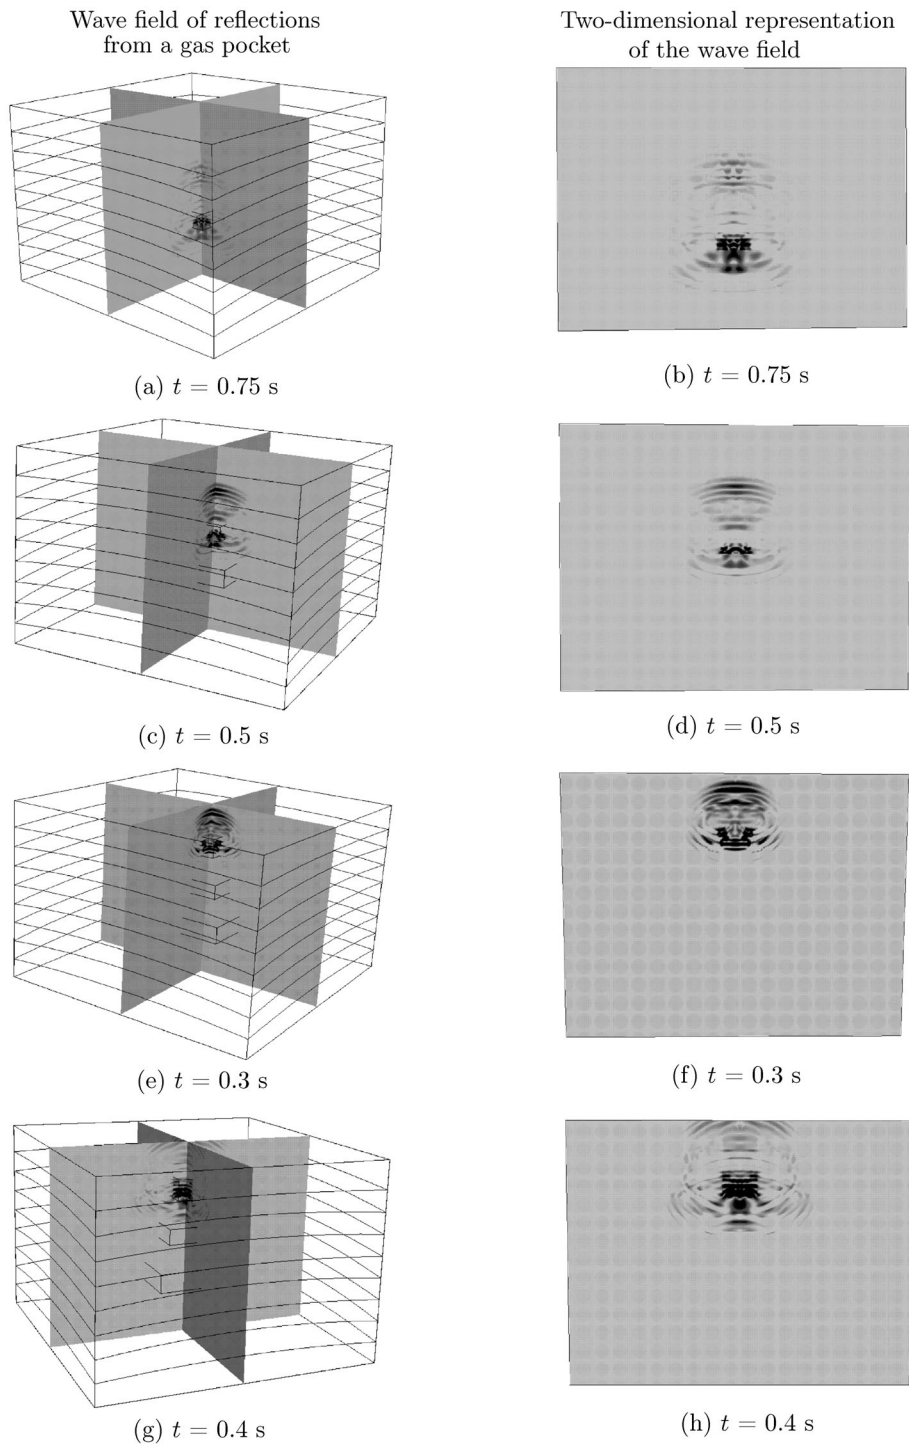 Wave field of reflections
from a gas pocket
Two-dimensional representation
of the wave field
(a) t = 0.75 s
(b) t = 0.75 s
(c) t = 0.5 s
(d) t = 0.5 s
(e) t = 0.3 s
(f) t = 0.3 s
(g) t = 0.4 s
(h) t = 0.4 s